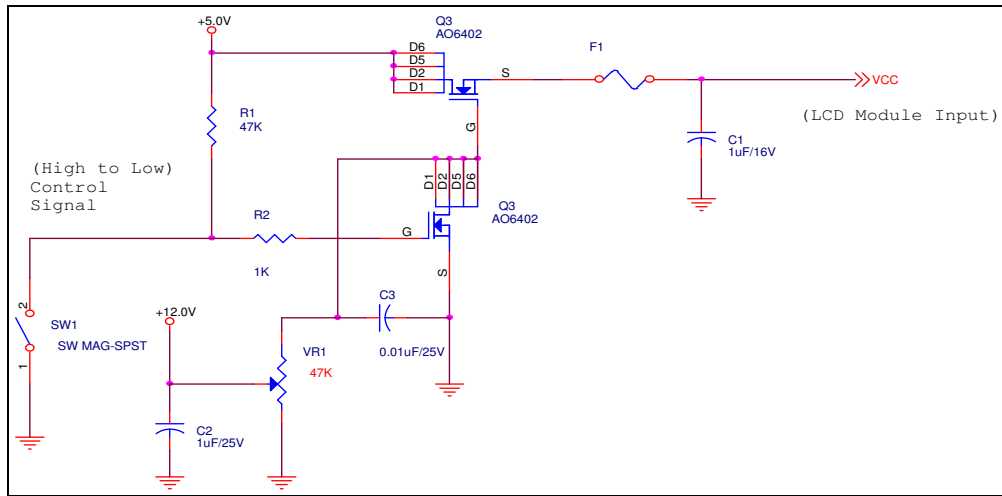 +5.0V
Q3
AO6402
D6
D5
D2
D1
S
G
F1
VCC
(LCD Module Input)
R1
47K
C1
1uF/16V
(High to Low)
Control
Signal
D1
D2
D5
D6
Q3
AO6402
R2
G
1K
S
2
+12.0V
C3
SW1
SW MAG-SPST
1
VR1
47K
0.01uF/25V
C2
1uF/25V